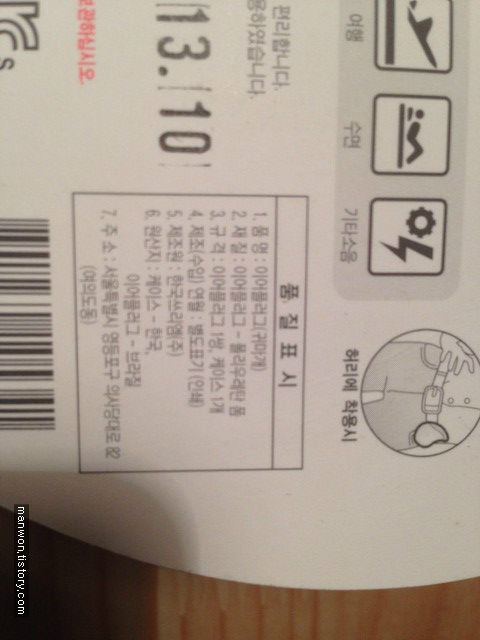 편리합니다.
용하였습니다.
관하십시오.
13. 10
여행
수면
기타소음
허리에 착용시
품 질 표 시
1. 품 명 : 이어플러그(귀마개)
2. 재 질 : 이어플러그 - 폴리우레탄 폼
3. 규 격 : 이어플러그 1쌍, 케이스 1개
4. 제조(수입) 연월 : 별도표기 (인쇄)
5. 제조원 : 한국쓰리엠(주)
6. 원산지 : 케이스 - 한국,
이어플러그 - 브라질
7. 주 소 : 서울특별시 영등포구 의사당대로 82
(여의도동)
manwon.tistory.com